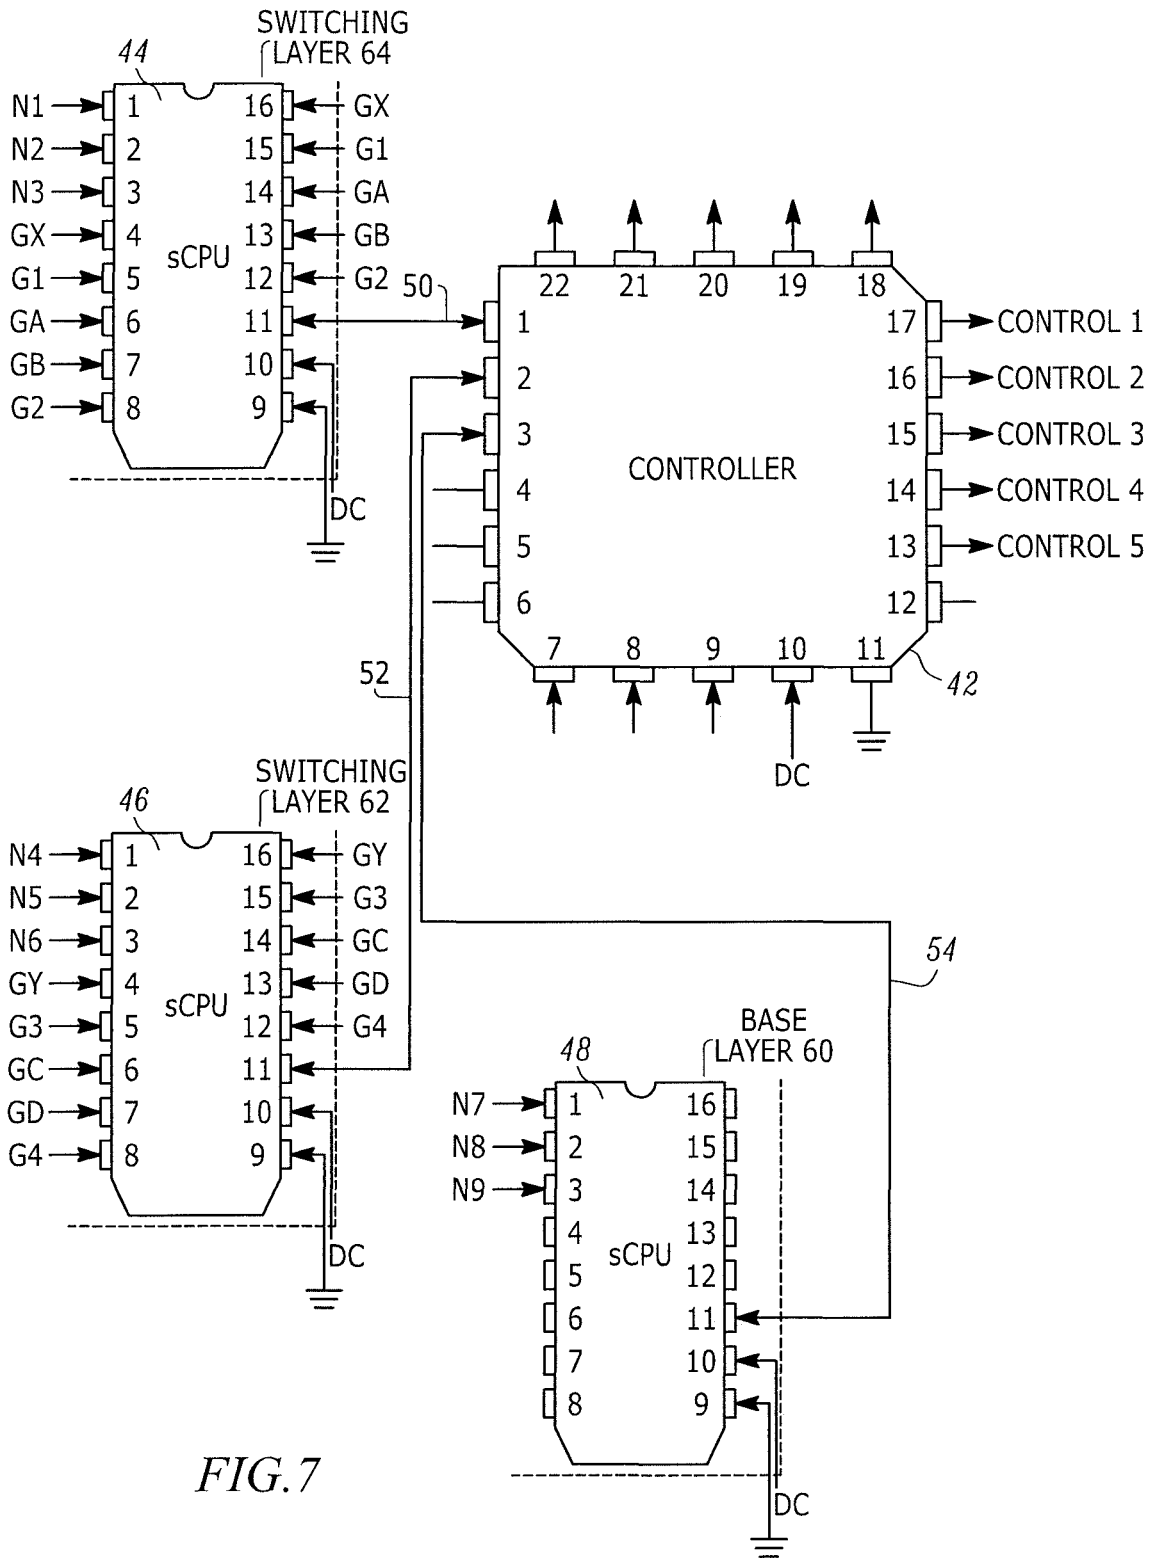 SWITCHING
LAYER 64
44
N1 1 16 GX
N2 2 15 G1
N3 3 14 GA
GX 4 13 GB
sCPU
G1 5 12 G2
GA 6 11
GB 7 10
G2 8 9
DC
50
22 21 20 19 18
1 17 CONTROL 1
2 16 CONTROL 2
3 15 CONTROL 3
CONTROLLER
4 14 CONTROL 4
5 13 CONTROL 5
6 12
7 8 9 10 11
42
DC
52
SWITCHING
LAYER 62
46
N4 1 16 GY
N5 2 15 G3
N6 3 14 GC
GY 4 13 GD
sCPU
G3 5 12 G4
GC 6 11
GD 7 10
G4 8 9
DC
54
BASE
LAYER 60
48
N7 1 16
N8 2 15
N9 3 14
4 13
sCPU
5 12
6 11
7 10
8 9
DC
FIG.7